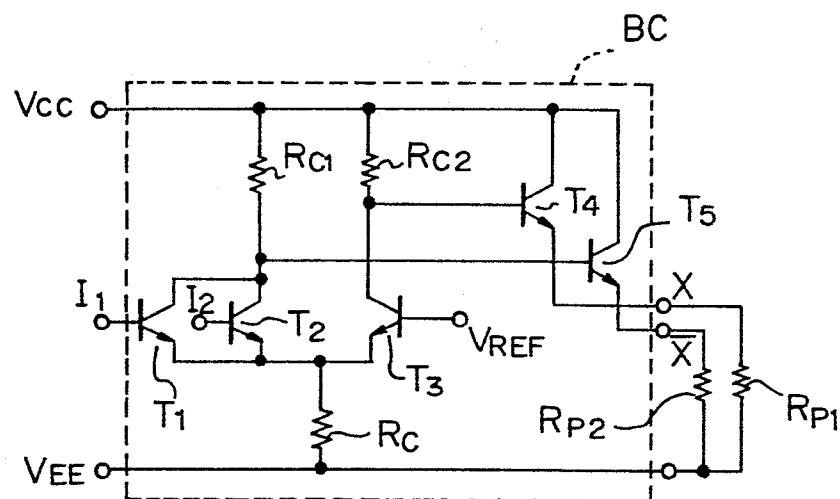 BC
VCC
RC1
RC2
T4
T5
I1
I2
T2
VREF
X
X̅
T1
T3
RC
RP2
RP1
VEE